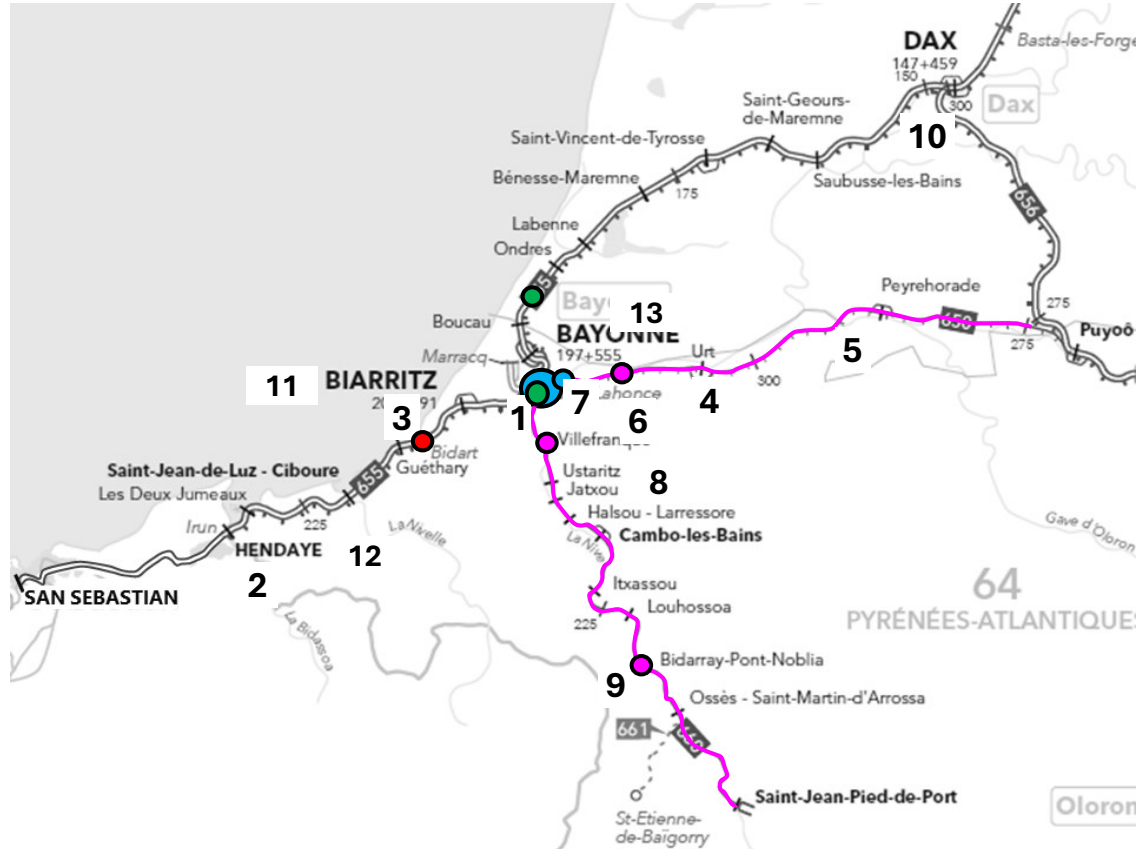 Basta-les-Forge
DAX
147+459
150
300
Dax
10
Saint-Geours-
de-Maremne
Saint-Vincent-de-Tyrosse
Saubusse-les-Bains
Bénesse-Maremne
175
656
Labenne
Ondres
Peyrehorade
275
Boucau
13
BAYONNE
197+555
Marracq
Urt
5
275
Puyoô
11
BIARRITZ
91
300
3
1
7
6
4
Bidart
Guéthary
655
Saint-Jean-de-Luz - Ciboure
Les Deux Jumeaux
225
Irun
HENDAYE
12
La Nivelle
2
SAN SEBASTIAN
La Bidassoa
Ustaritz
Jatxou
8
Halsou - Larressore
La Nive
Cambo-les-Bains
Gave d'Oloron
Itxassou
Louhossoa
225
64
PYRÉNÉES-ATLANTIQUES
Bidarray-Pont-Noblia
9
Ossès - Saint-Martin-d'Arrossa
661
Saint-Jean-Pied-de-Port
St-Etienne-
de-Baïgorry
Oloron